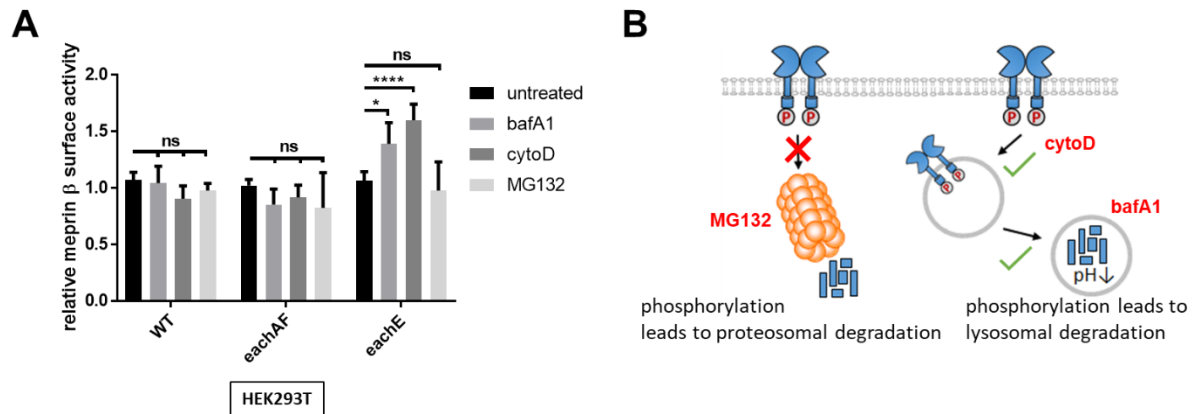 A
relative meprin β surface activity
2.0
1.5
1.0
0.5
0.0
ns
ns
ns
****
*
WT
eachAF
eachE
HEK293T
untreated
bafA1
cytoD
MG132
B
P P
P P
P
P
cytoD
MG132
bafA1
pH↓
phosphorylation
leads to proteosomal degradation
phosphorylation leads to
lysosomal degradation